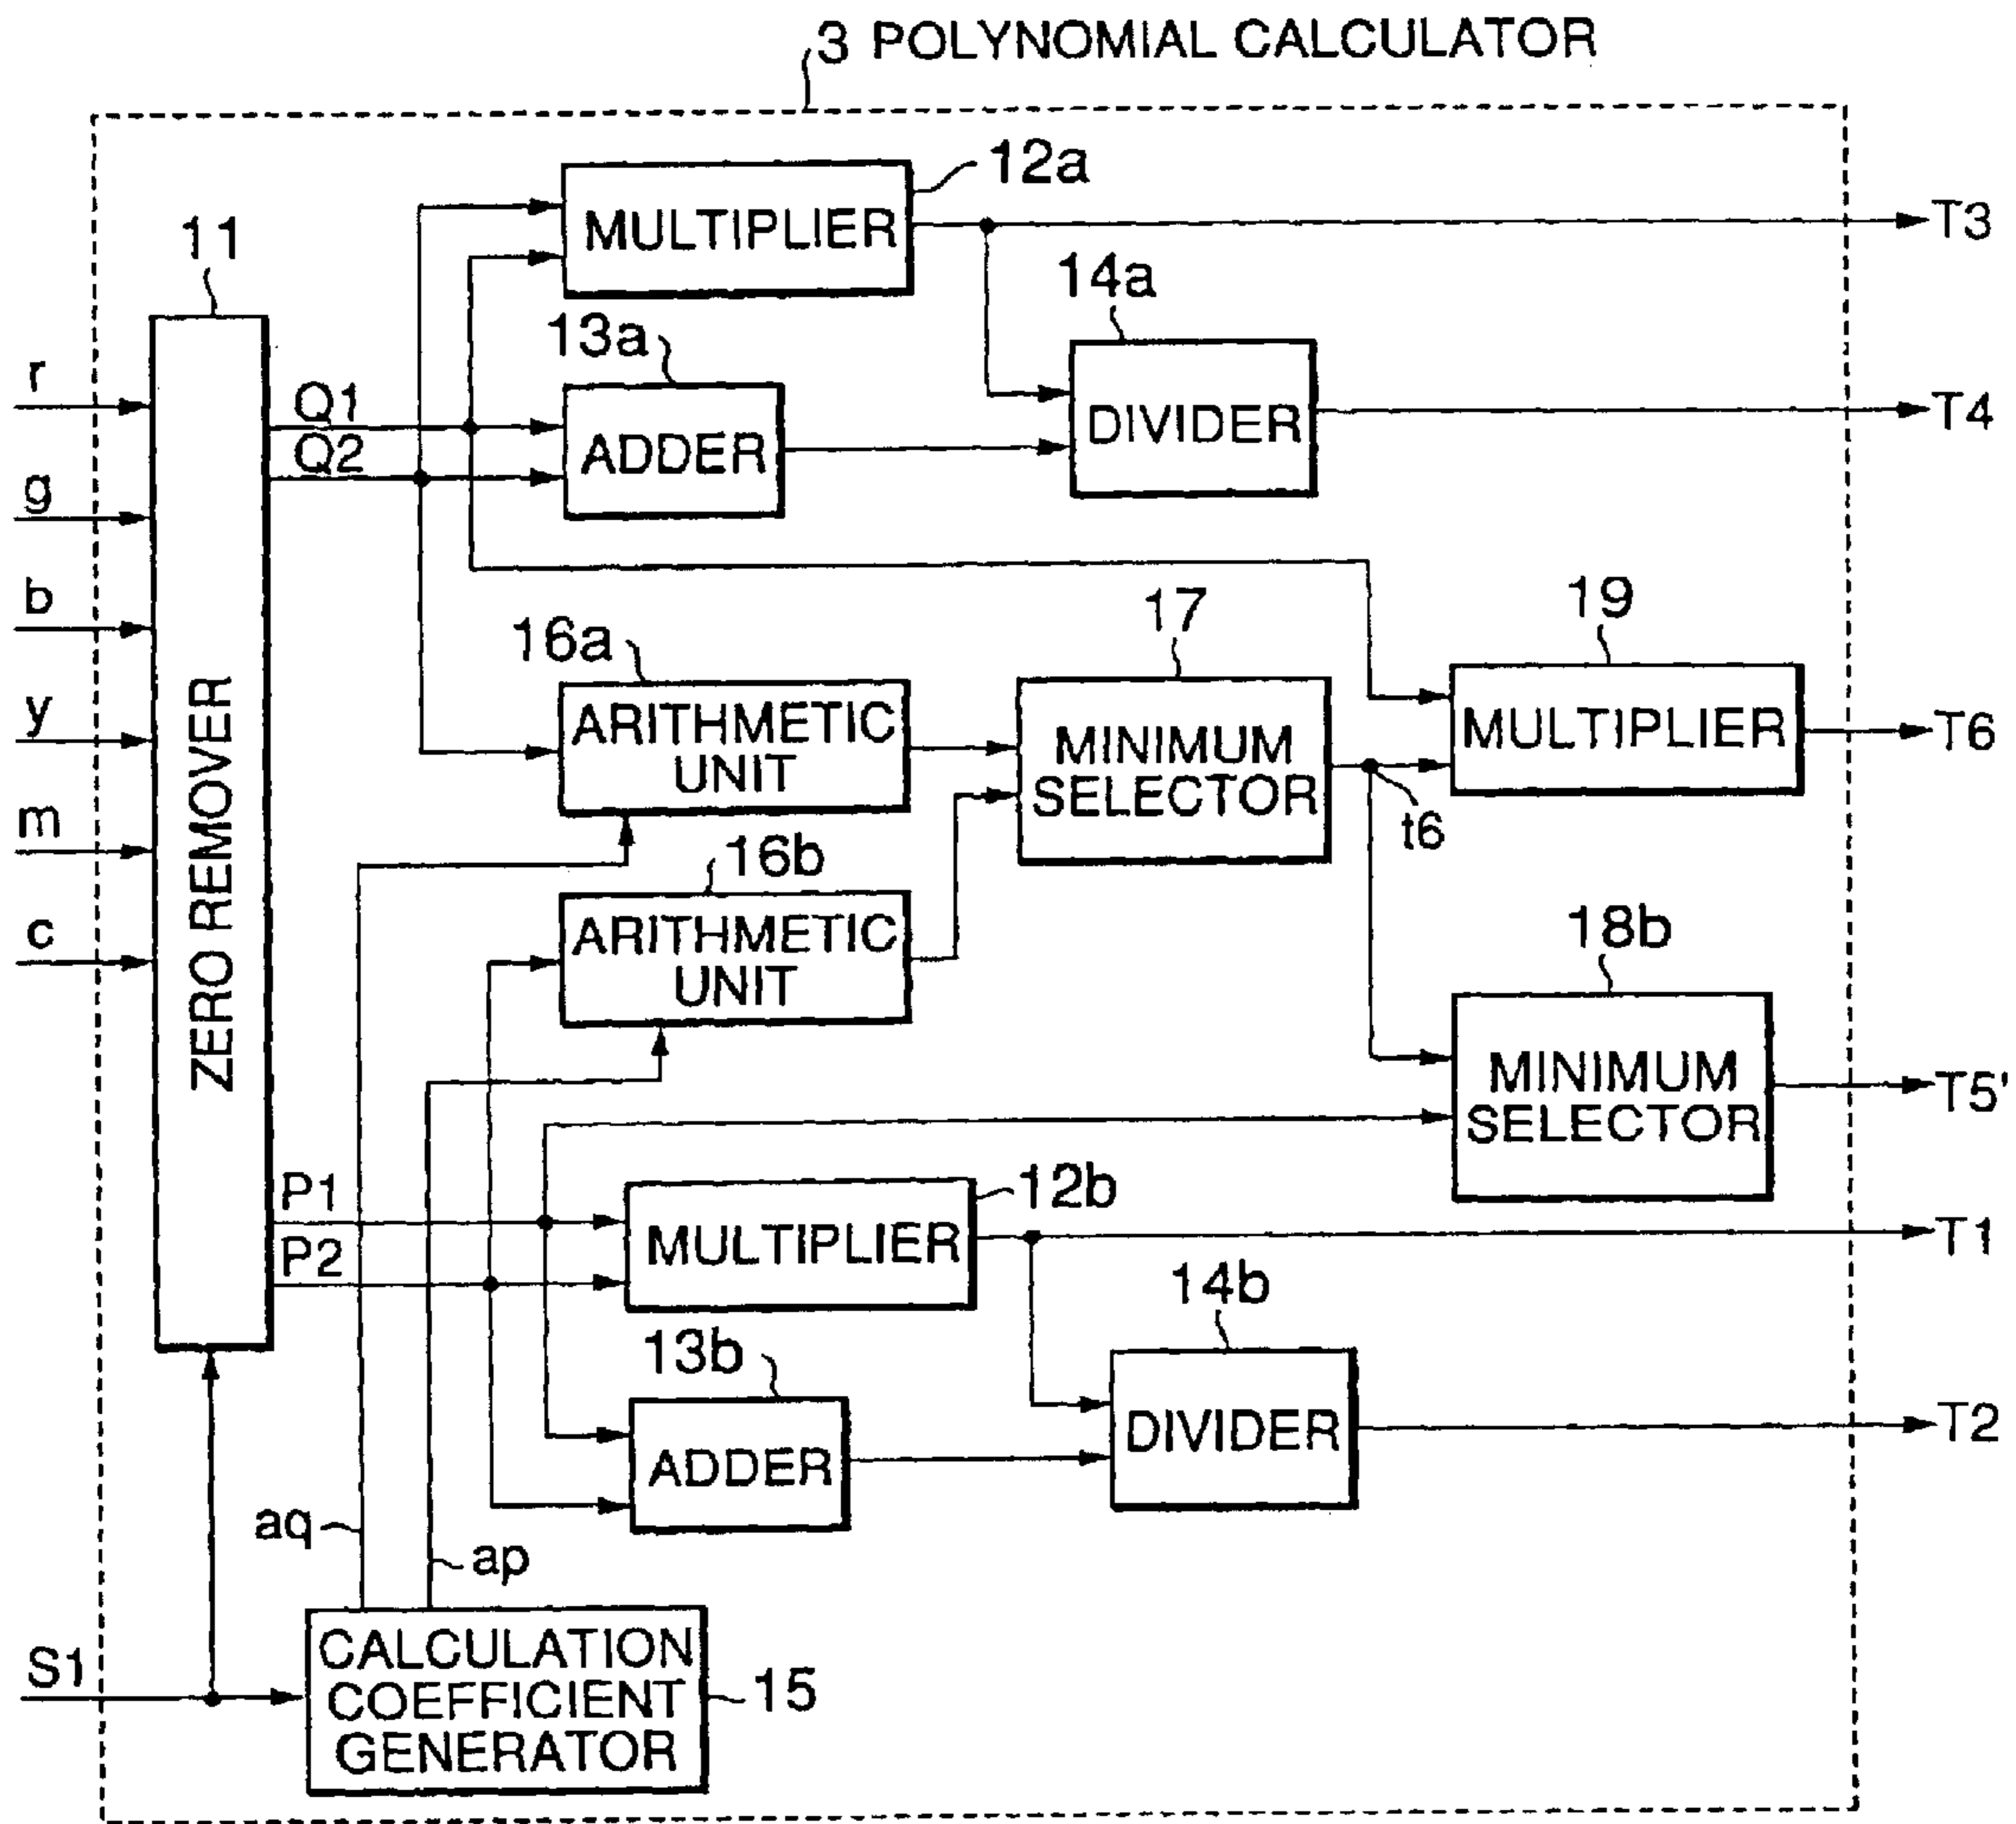 3 POLYNOMIAL CALCULATOR
12a
MULTIPLIER
T3
11
14a
13a
r
Q1
ADDER
DIVIDER
T4
Q2
g
b
17
19
16a
y
ARITHMETIC
UNIT
MINIMUM
SELECTOR
MULTIPLIER
T6
m
t6
16b
ZERO REMOVER
c
ARITHMETIC
UNIT
18b
MINIMUM
SELECTOR
T5'
P1
12b
MULTIPLIER
T1
P2
14b
13b
ADDER
DIVIDER
T2
aq
ap
S1
CALCULATION
COEFFICIENT
GENERATOR
15